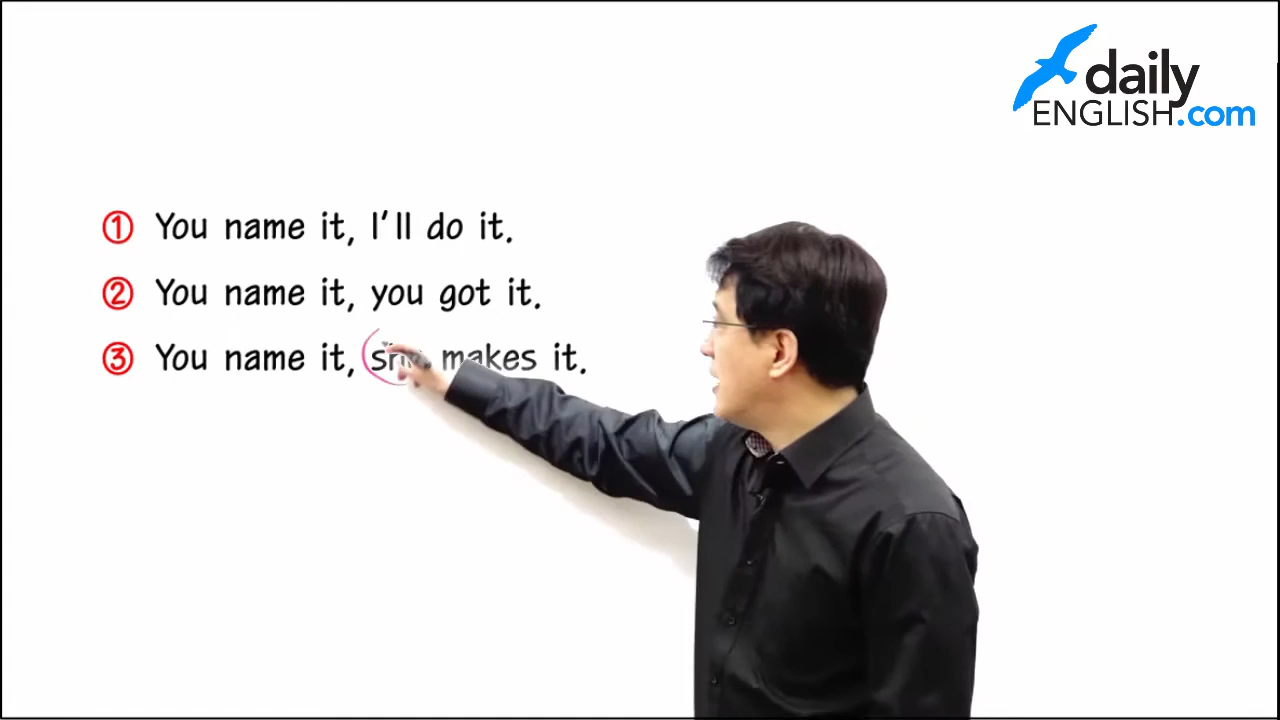 daily
ENGLISH.com
① You name it, I'll do it.
② You name it, you got it.
③ You name it, she makes it.